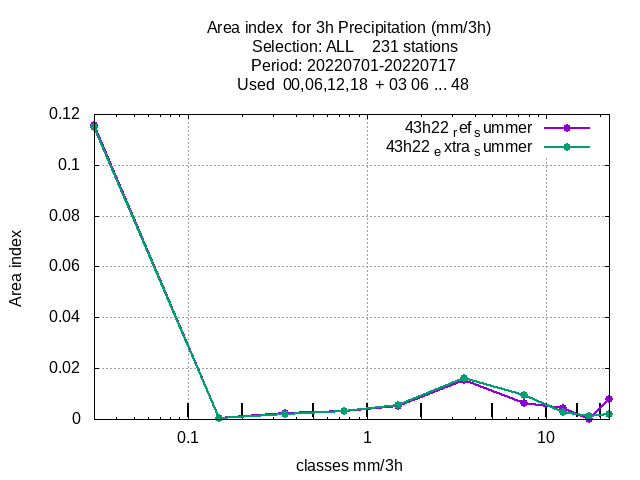 Area index  for 3h Precipitation (mm/3h)
Selection: ALL    231 stations
Period: 20220701-20220717
Used  00,06,12,18  + 03 06 ... 48
43h22 ref summer
43h22 extra summer
0.12
0.1
0.08
0.06
0.04
0.02
0
Area index
0.1
1
10
classes mm/3h